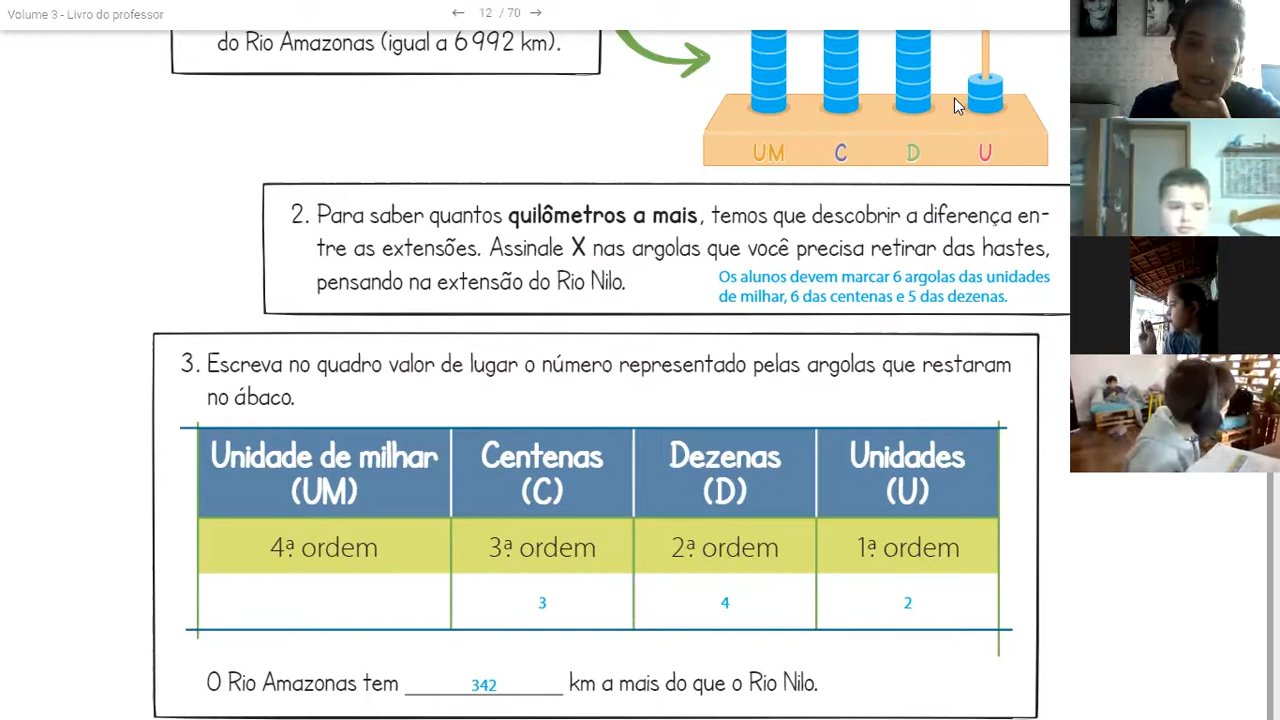 Volume 3 - Livro do professor
← 12 / 70 →
do Rio Amazonas (igual a 6 992 km).
UM C D U
2. Para saber quantos quilômetros a mais, temos que descobrir a diferença en-
tre as extensões. Assinale X nas argolas que você precisa retirar das hastes,
pensando na extensão do Rio Nilo.
Os alunos devem marcar 6 argolas das unidades
de milhar, 6 das centenas e 5 das dezenas.
3. Escreva no quadro valor de lugar o número representado pelas argolas que restaram
no ábaco.
Unidade de milhar Centenas Dezenas Unidades
(UM) (C) (D) (U)
4ª ordem 3ª ordem 2ª ordem 1ª ordem
3 4 2
O Rio Amazonas tem 342 km a mais do que o Rio Nilo.